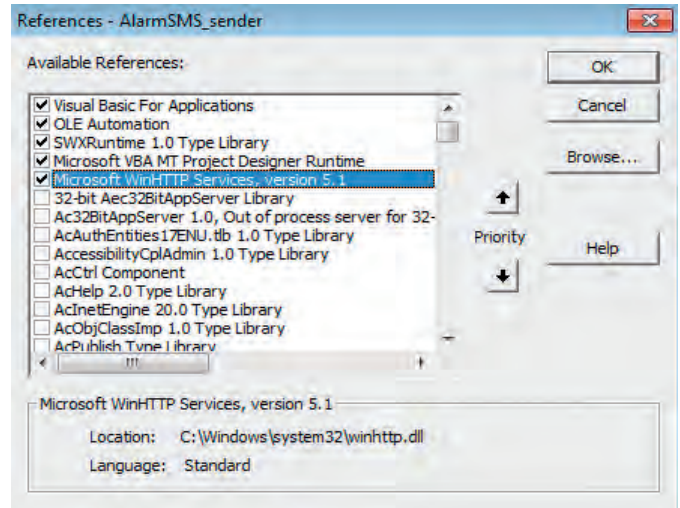 References - AlarmSMS_sender
Available References:
Visual Basic For Applications
OLE Automation
SWXRuntime 1.0 Type Library
Microsoft VBA MT Project Designer Runtime
Microsoft WinHTTP Services, version 5.1
32-bit Aec32BitAppServer Library
Ac32BitAppServer 1.0, Out of process server for 32-
AcAuthEntities17ENU.tlb 1.0 Type Library
AccessibilityCplAdmin 1.0 Type Library
AcCtrl Component
AcHelp 2.0 Type Library
AcInetEngine 20.0 Type Library
AcObjClassImp 1.0 Type Library
AcPublish Type Library
OK
Cancel
Browse...
Priority
Help
Microsoft WinHTTP Services, version 5.1
Location: C:\Windows\system32\winhttp.dll
Language: Standard